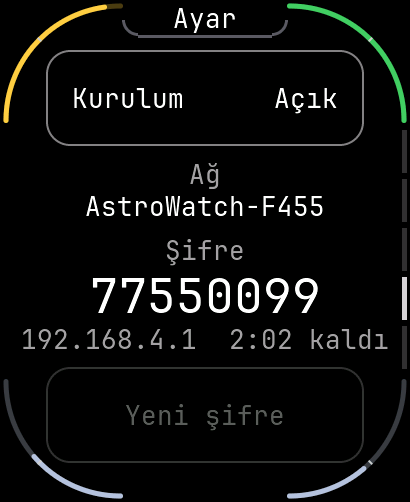 Ayar
Kurulum Açık
Ağ
AstroWatch-F455
Şifre
77550099
192.168.4.1 2:02 kaldı
Yeni şifre